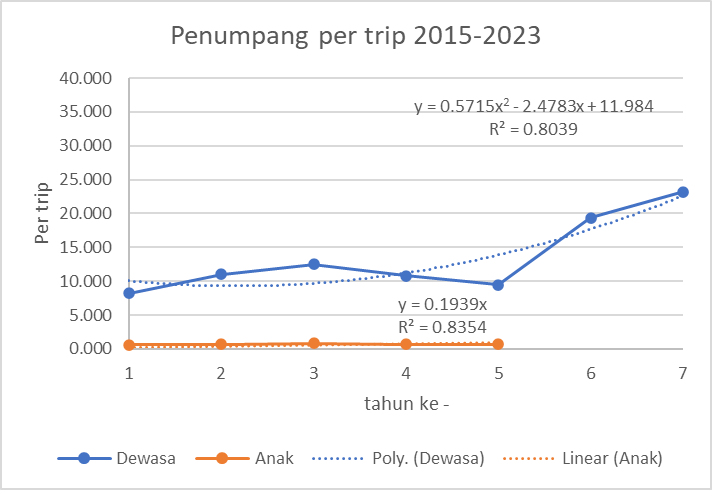 Penumpang per trip 2015-2023
40.000
35.000
30.000
25.000
20.000
15.000
10.000
5.000
0.000
Per trip
y = 0.5715x² - 2.4783x + 11.984
R² = 0.8039
y = 0.1939x
R² = 0.8354
1 2 3 4 5 6 7
tahun ke -
Dewasa Anak Poly. (Dewasa) Linear (Anak)